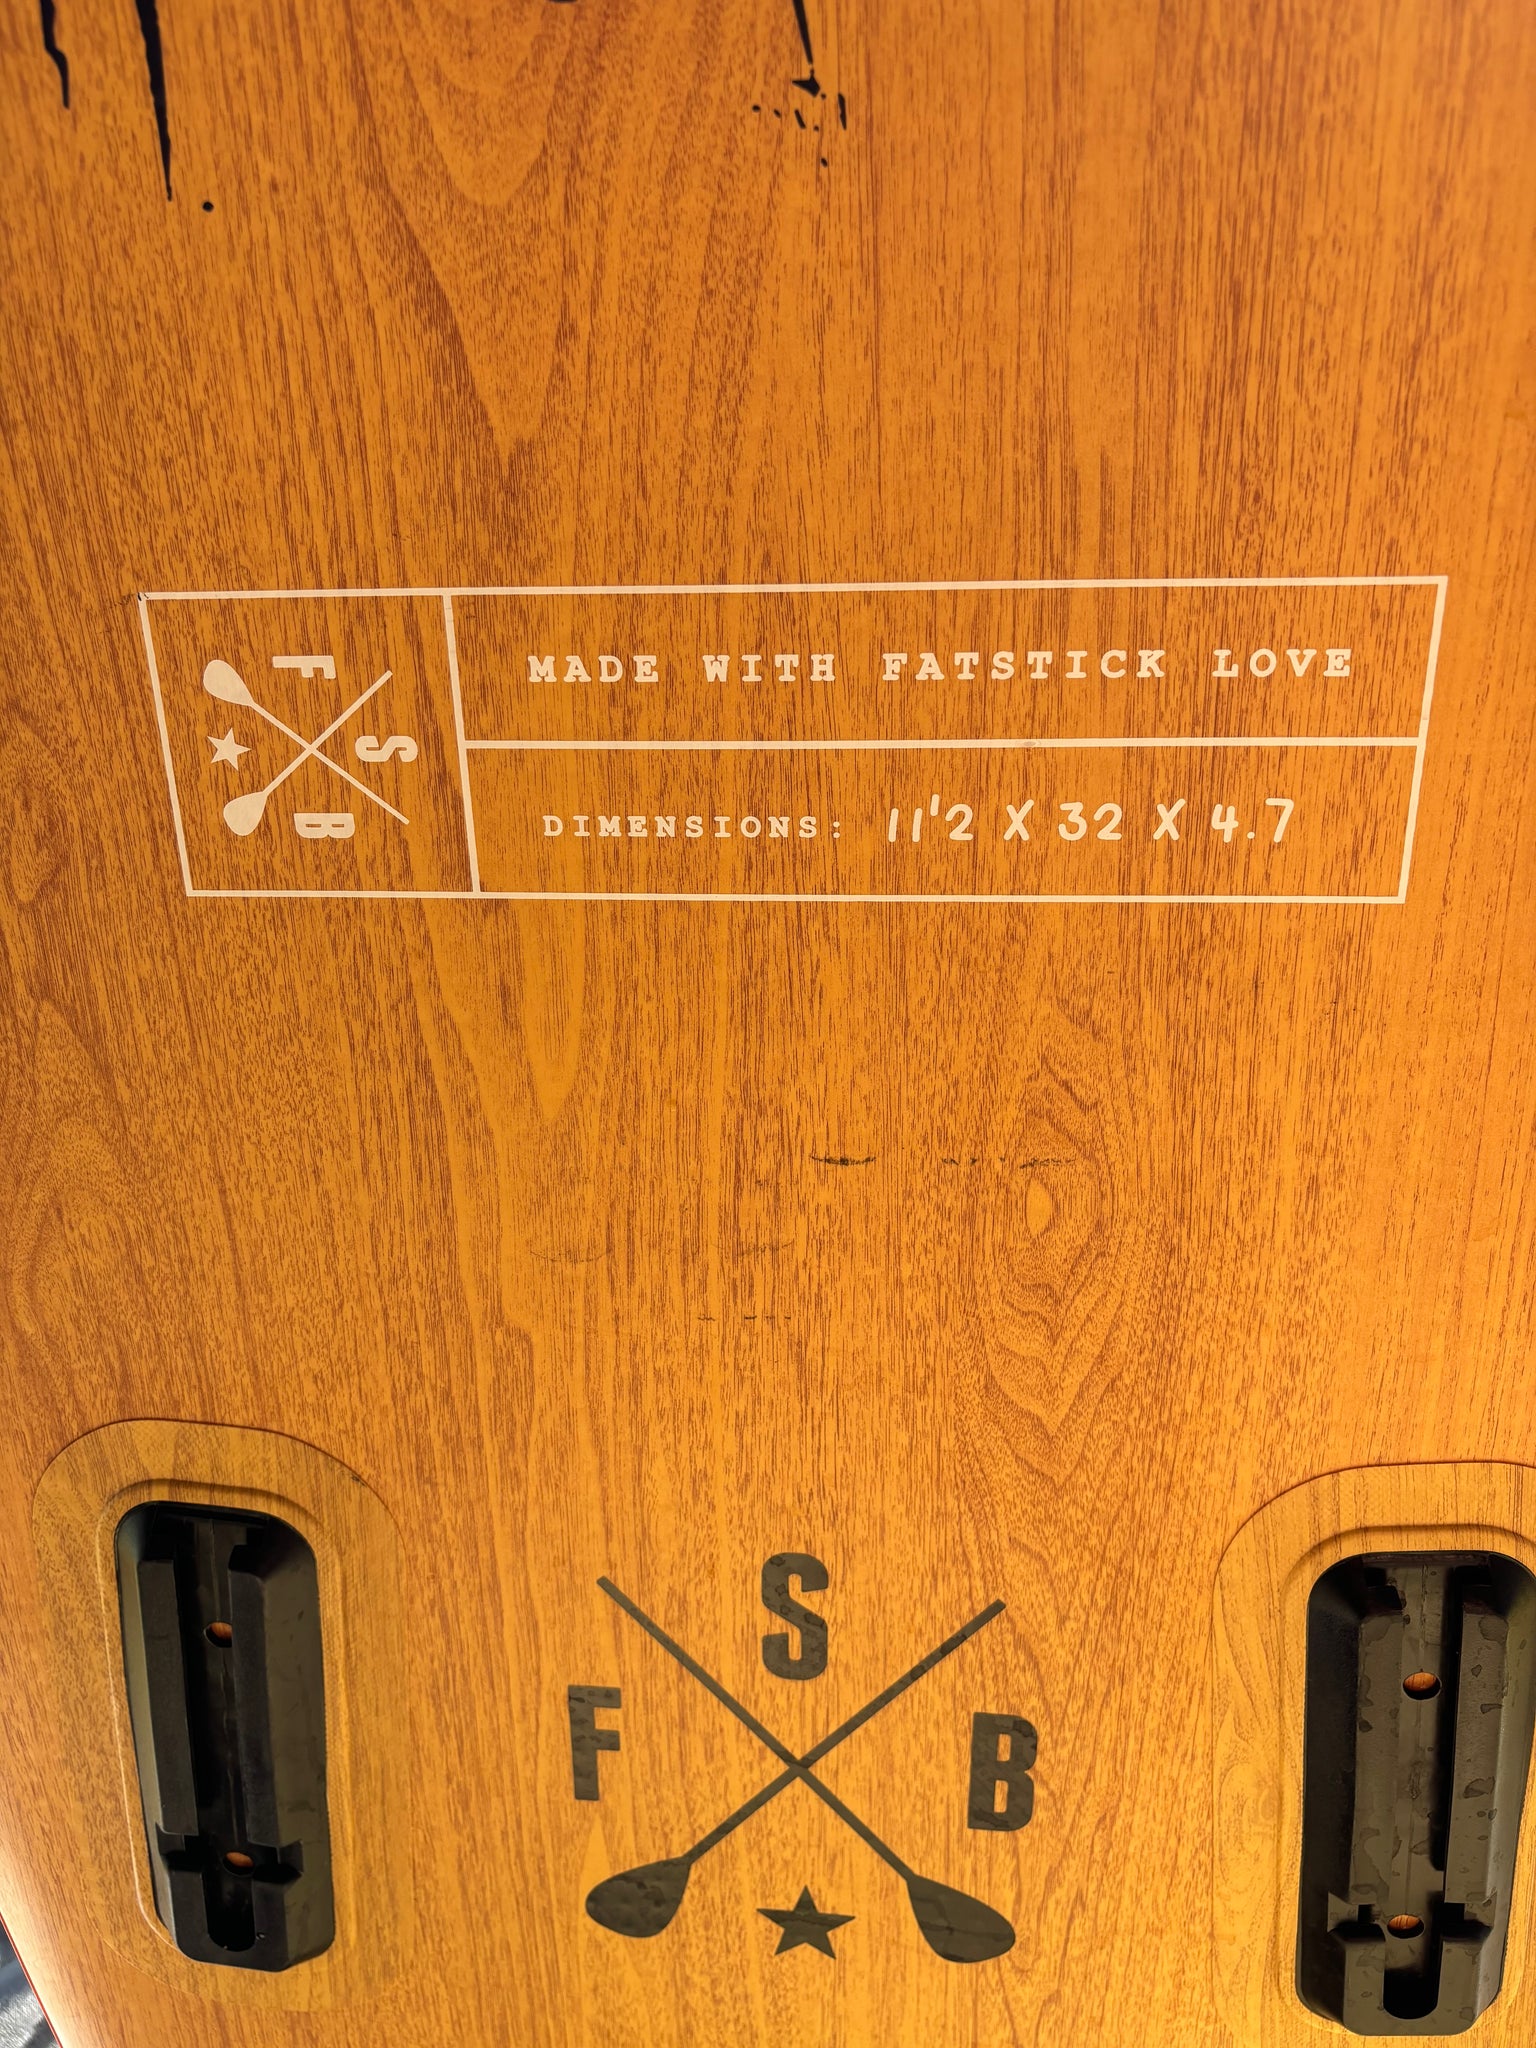 F S B
MADE WITH FATSTICK LOVE
DIMENSIONS: 11'2 X 32 X 4.7
S
F B